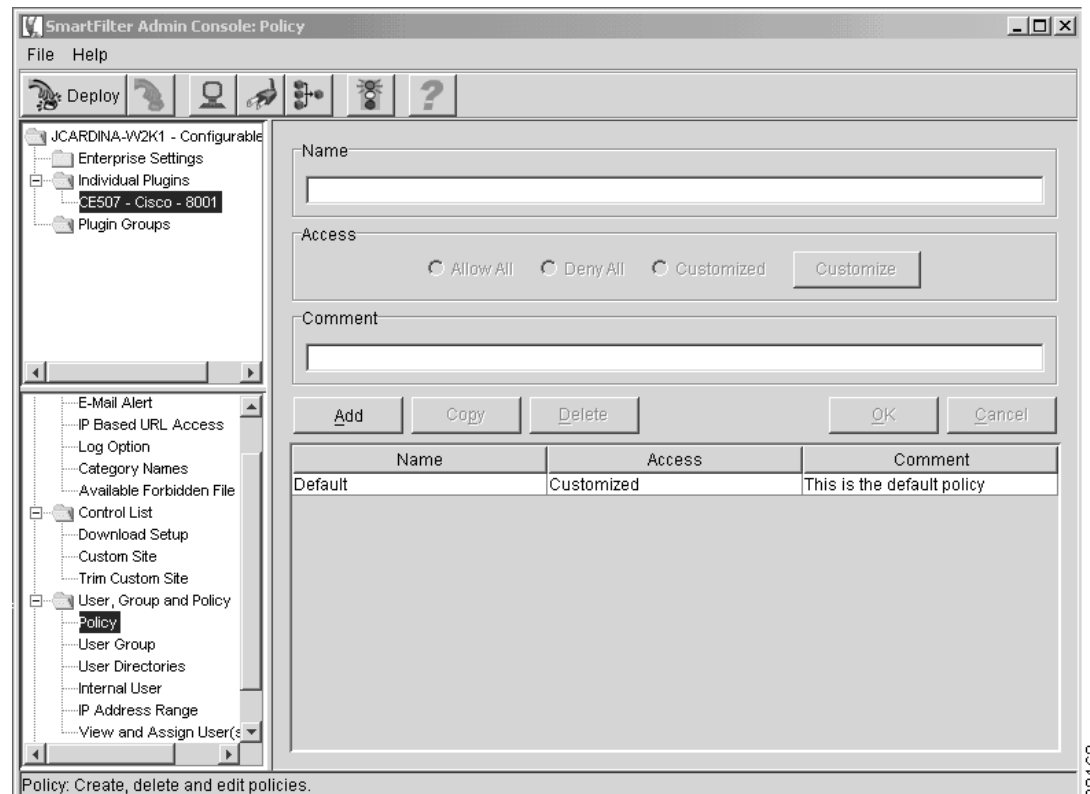 SmartFilter Admin Console: Policy
File Help
Deploy
JCARDINA-W2K1 - Configurable
Enterprise Settings
Individual Plugins
CE507 - Cisco - 8001
Plugin Groups
E-Mail Alert
IP Based URL Access
Log Option
Category Names
Available Forbidden File
Control List
Download Setup
Custom Site
Trim Custom Site
User, Group and Policy
Policy
User Group
User Directories
Internal User
IP Address Range
View and Assign User(s
Name
Access
Allow All Deny All Customized Customize
Comment
Add Copy Delete OK Cancel
Name Access Comment
Default Customized This is the default policy
Policy: Create, delete and edit policies.